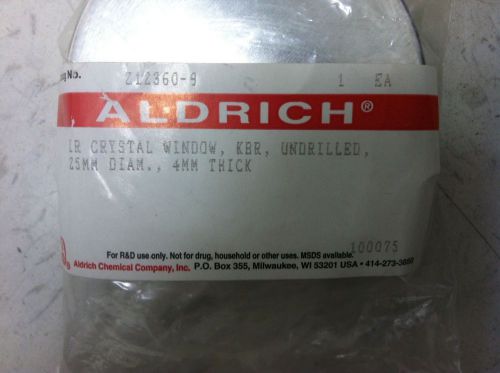 No. Z12360-8 1 EA
ALDRICH®
IR CRYSTAL WINDOW, KBR, UNDRILLED,
25MM DIAM., 4MM THICK
100075
For R&D use only. Not for drug, household or other uses. MSDS available.
Aldrich Chemical Company, Inc. P.O. Box 355, Milwaukee, WI 53201 USA • 414-273-3850